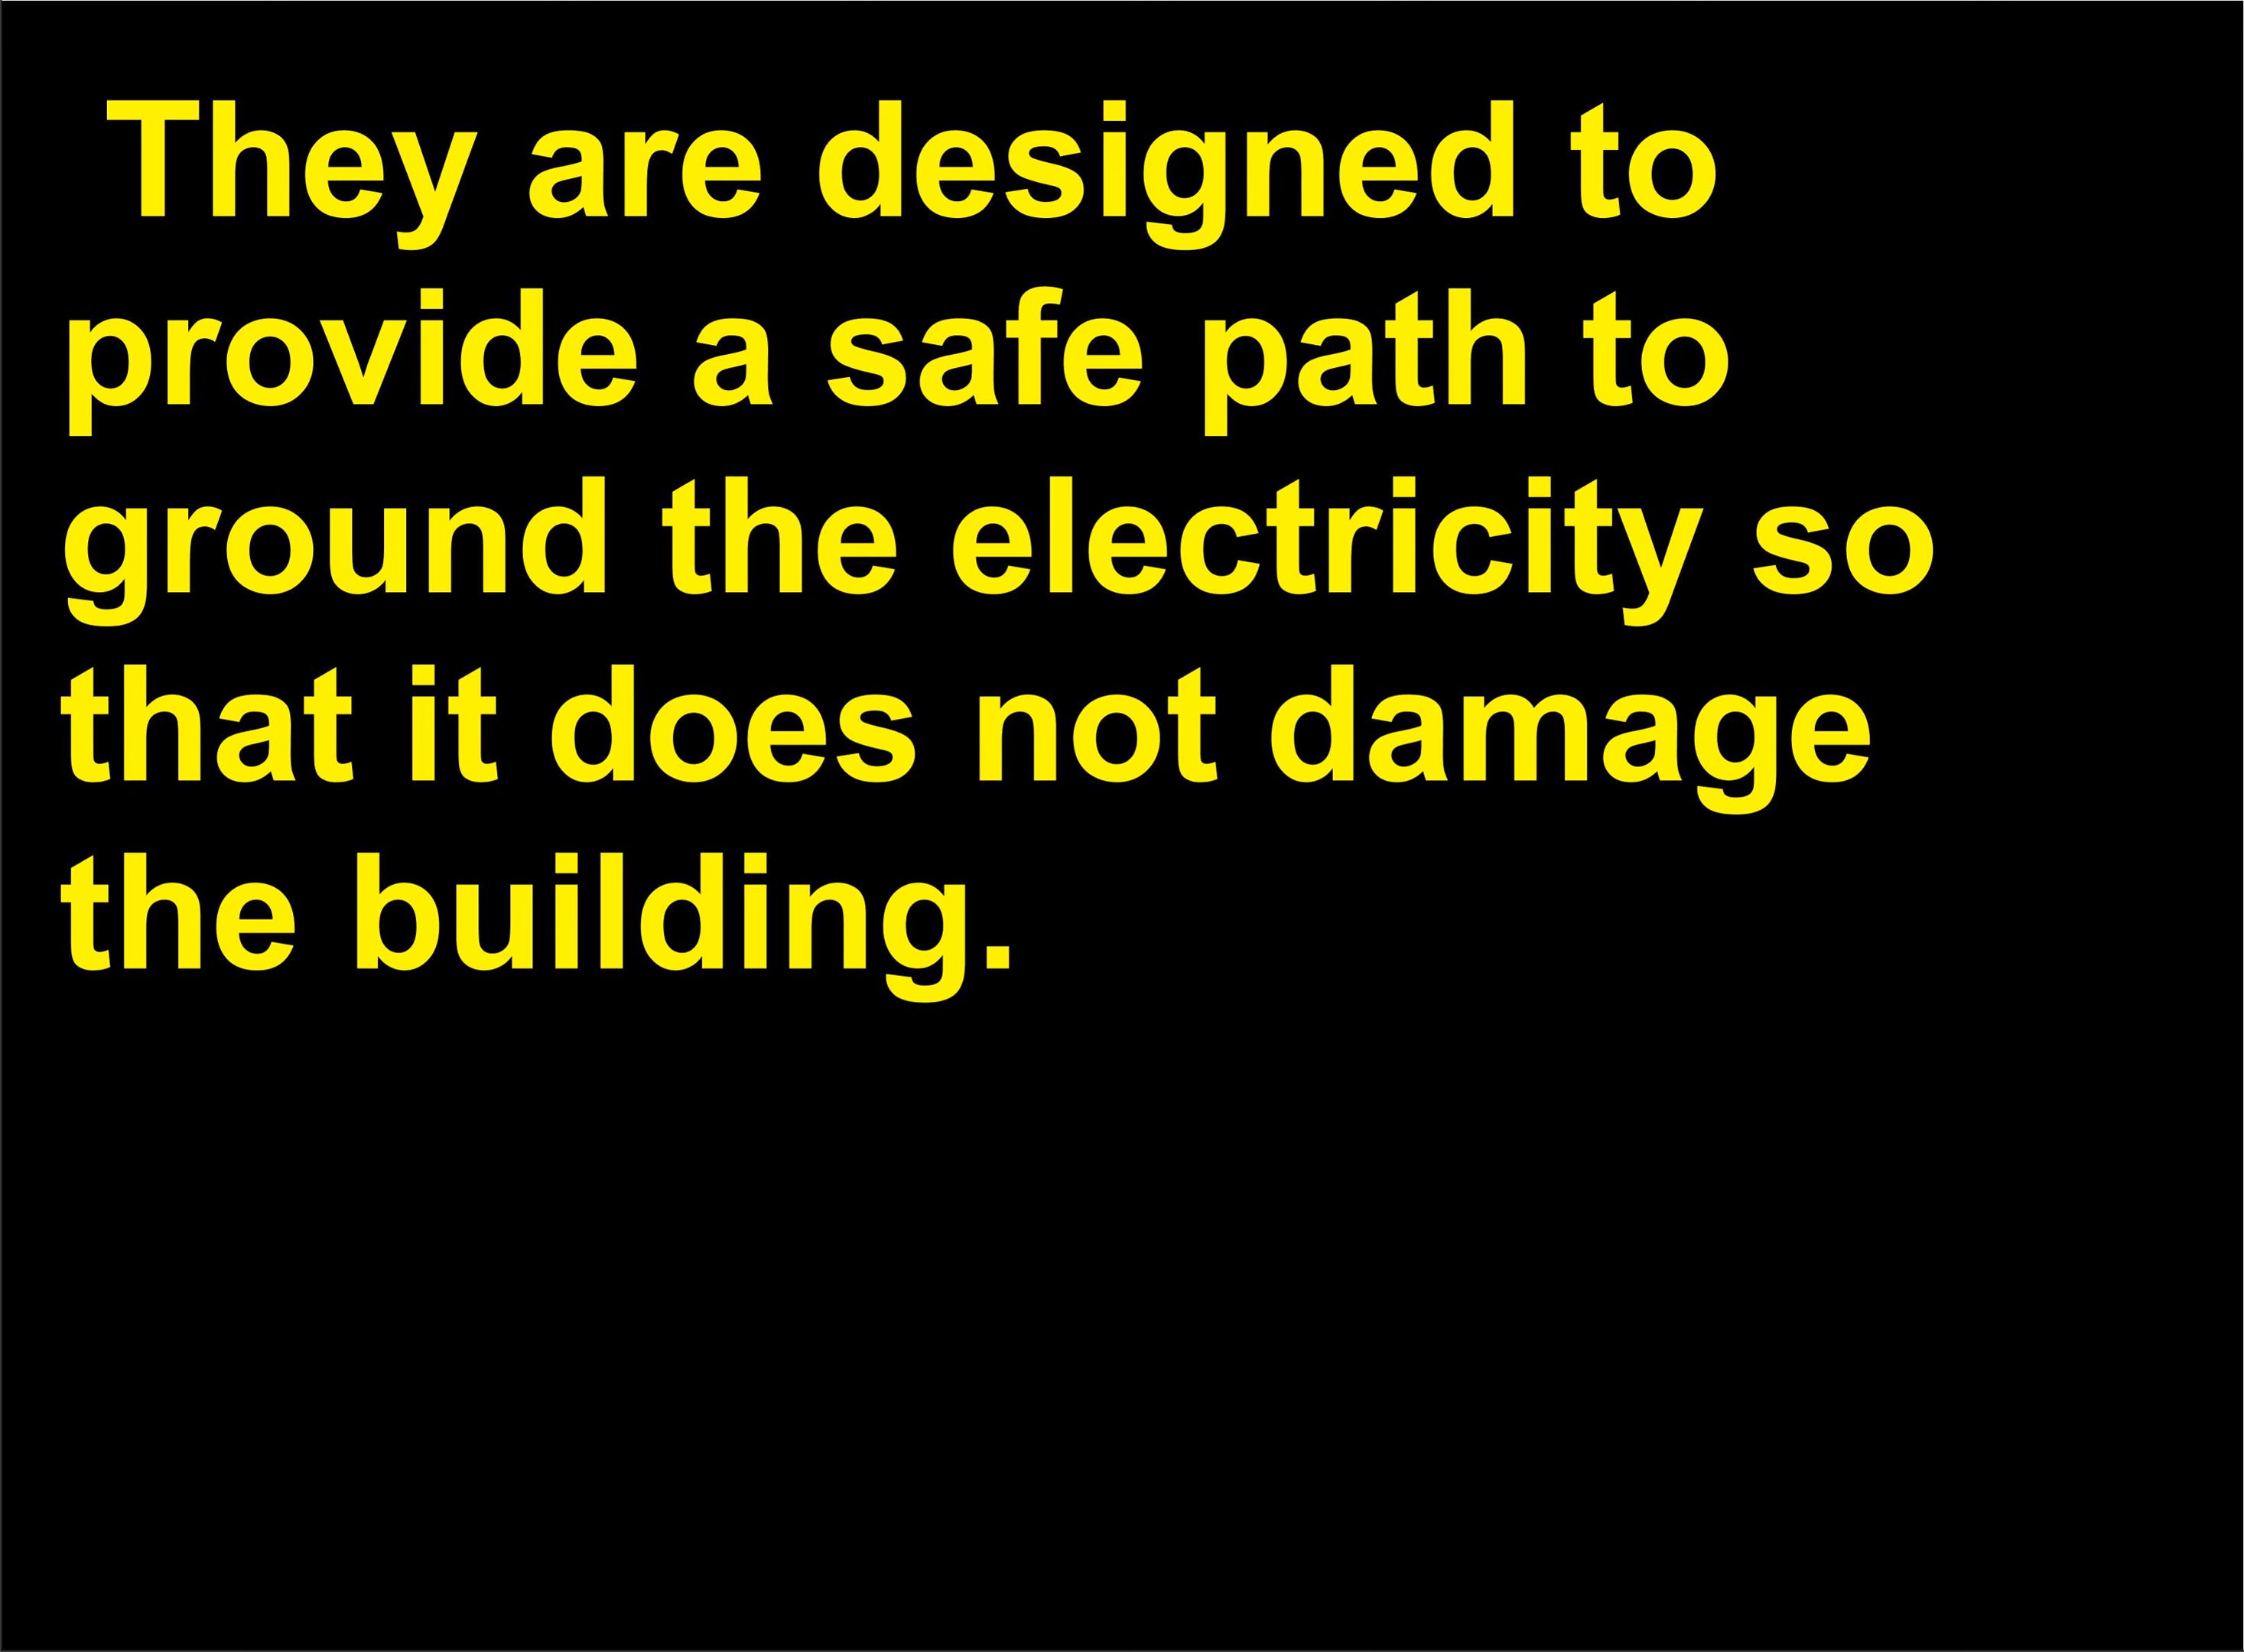 They are designed to
provide a safe path to
ground the electricity so
that it does not damage
the building.